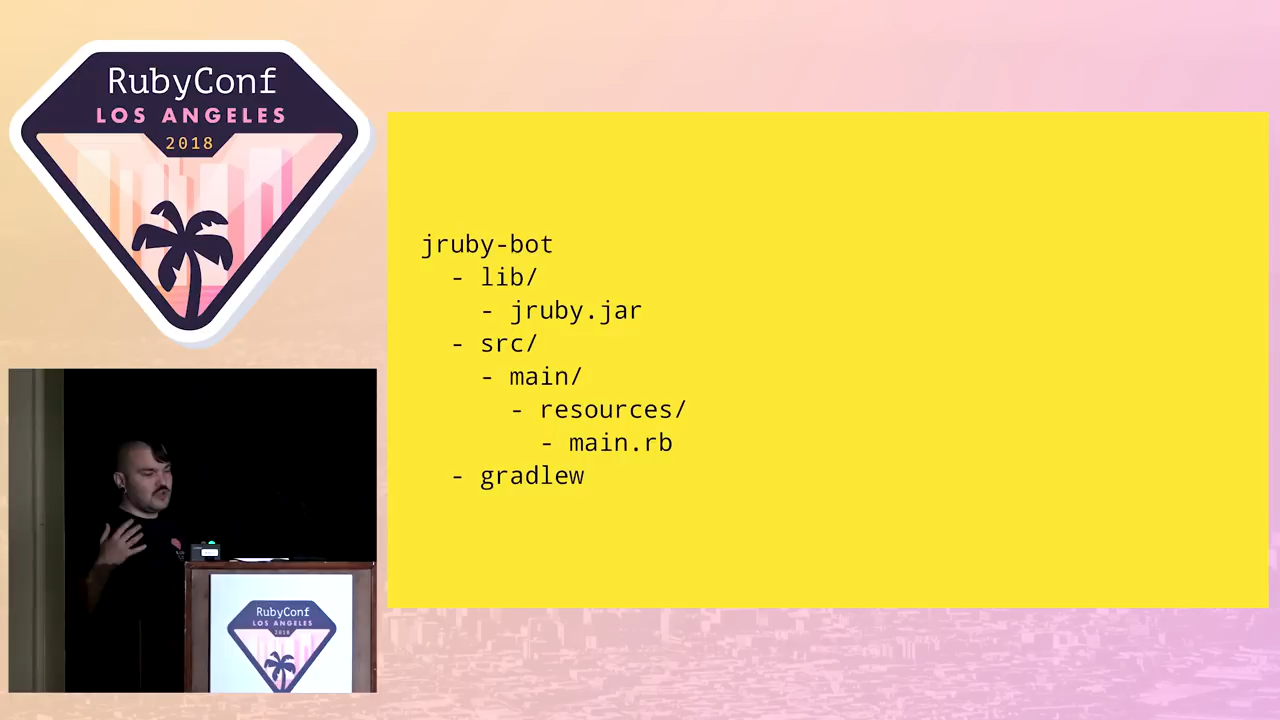 RubyConf
LOS ANGELES
2018
jruby-bot
- lib/
- jruby.jar
- src/
- main/
- resources/
- main.rb
- gradlew
RubyConf
LOS ANGELES
2018